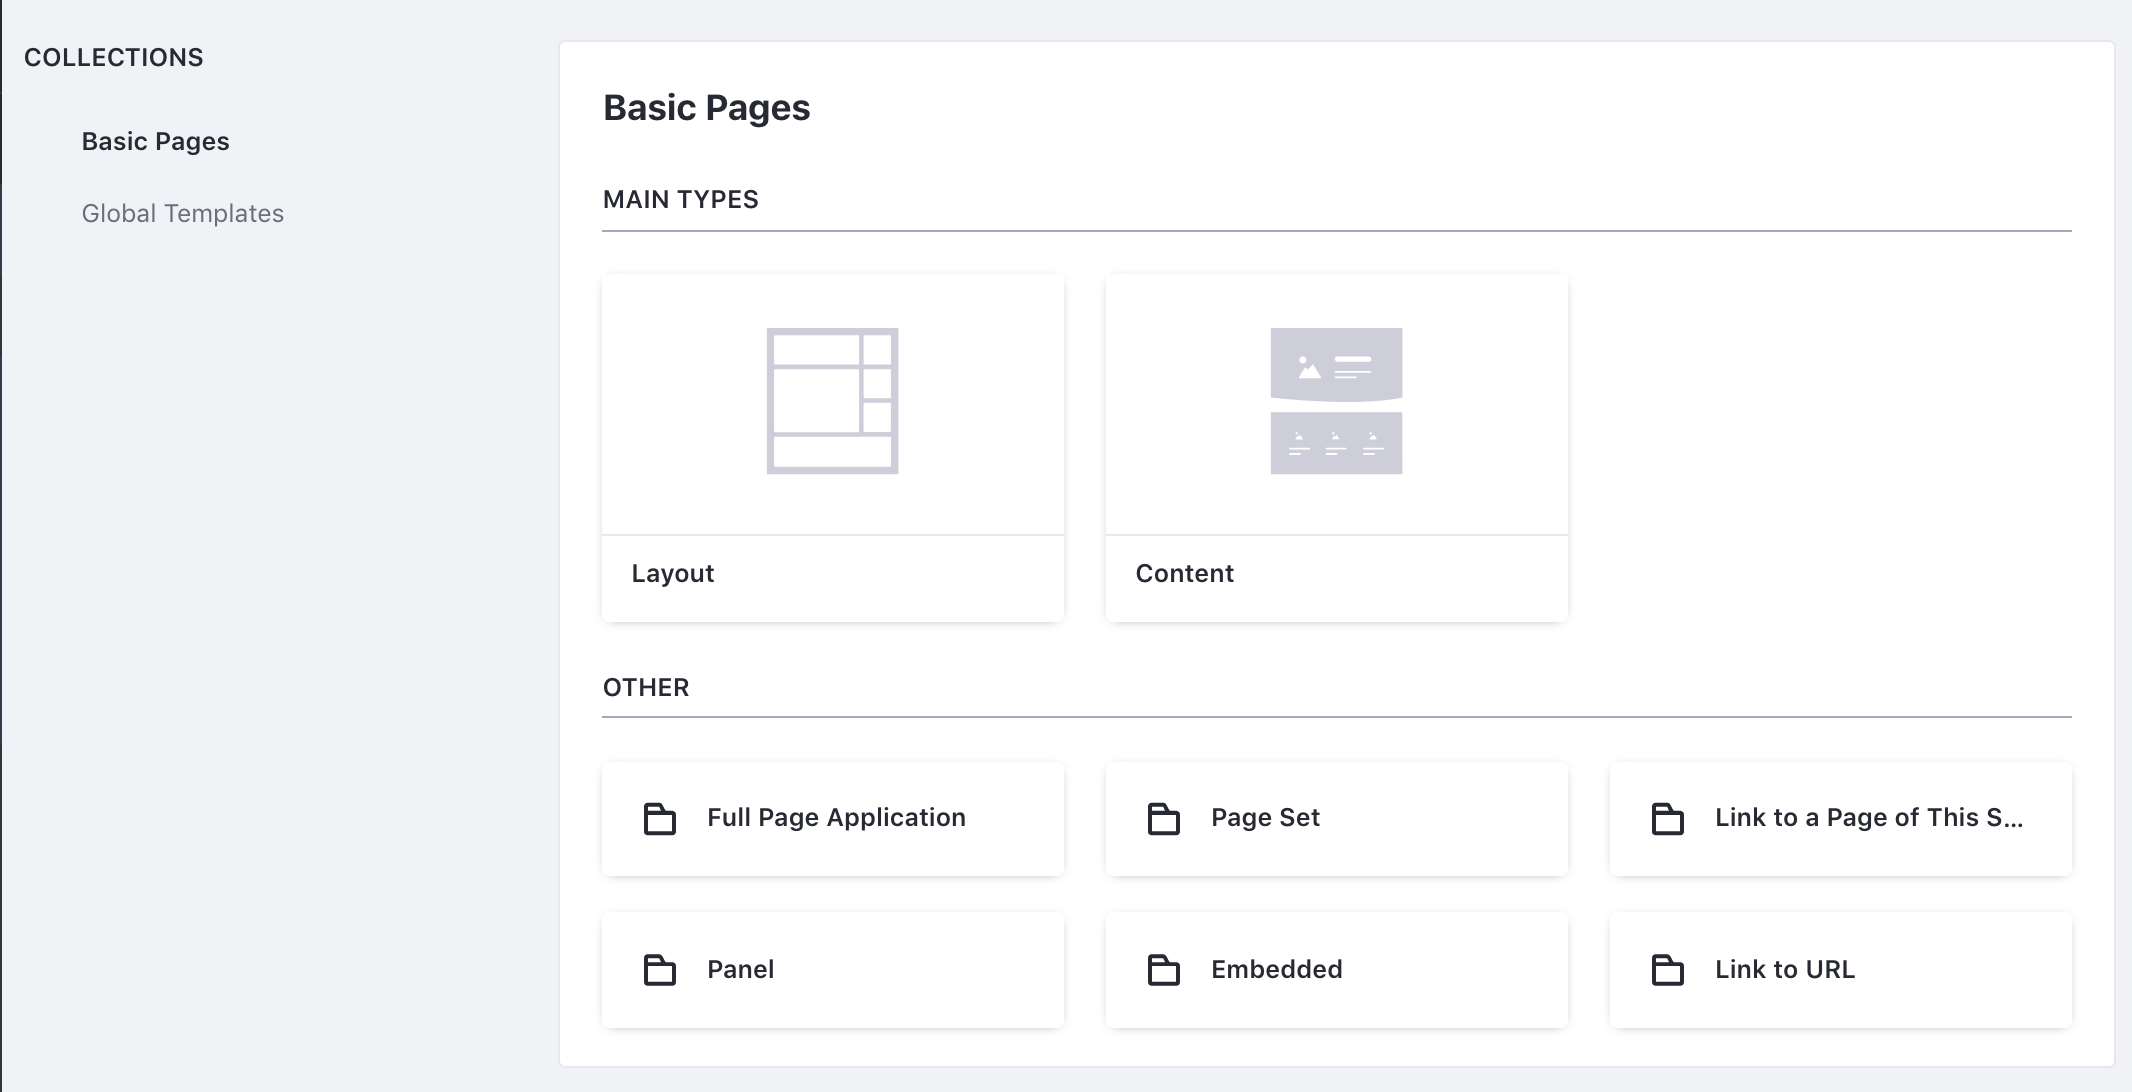 COLLECTIONS
Basic Pages
Global Templates
Basic Pages
MAIN TYPES
Layout
Content
OTHER
Full Page Application
Page Set
Link to a Page of This S...
Panel
Embedded
Link to URL